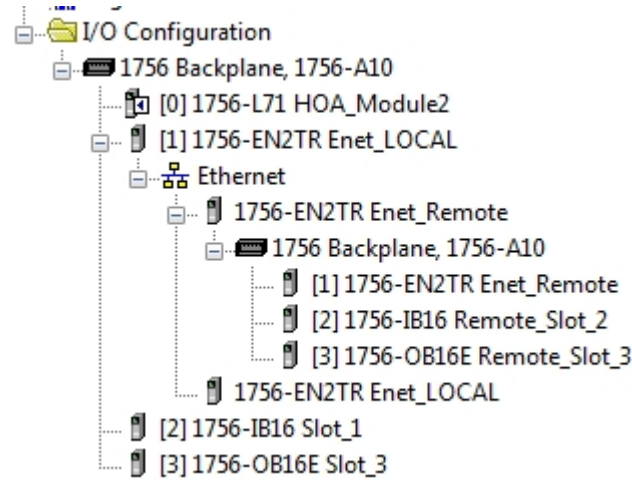 I/O Configuration
1756 Backplane, 1756-A10
[0] 1756-L71 HOA_Module2
[1] 1756-EN2TR Enet_LOCAL
Ethernet
1756-EN2TR Enet_Remote
1756 Backplane, 1756-A10
[1] 1756-EN2TR Enet_Remote
[2] 1756-IB16 Remote_Slot_2
[3] 1756-OB16E Remote_Slot_3
1756-EN2TR Enet_LOCAL
[2] 1756-IB16 Slot_1
[3] 1756-OB16E Slot_3